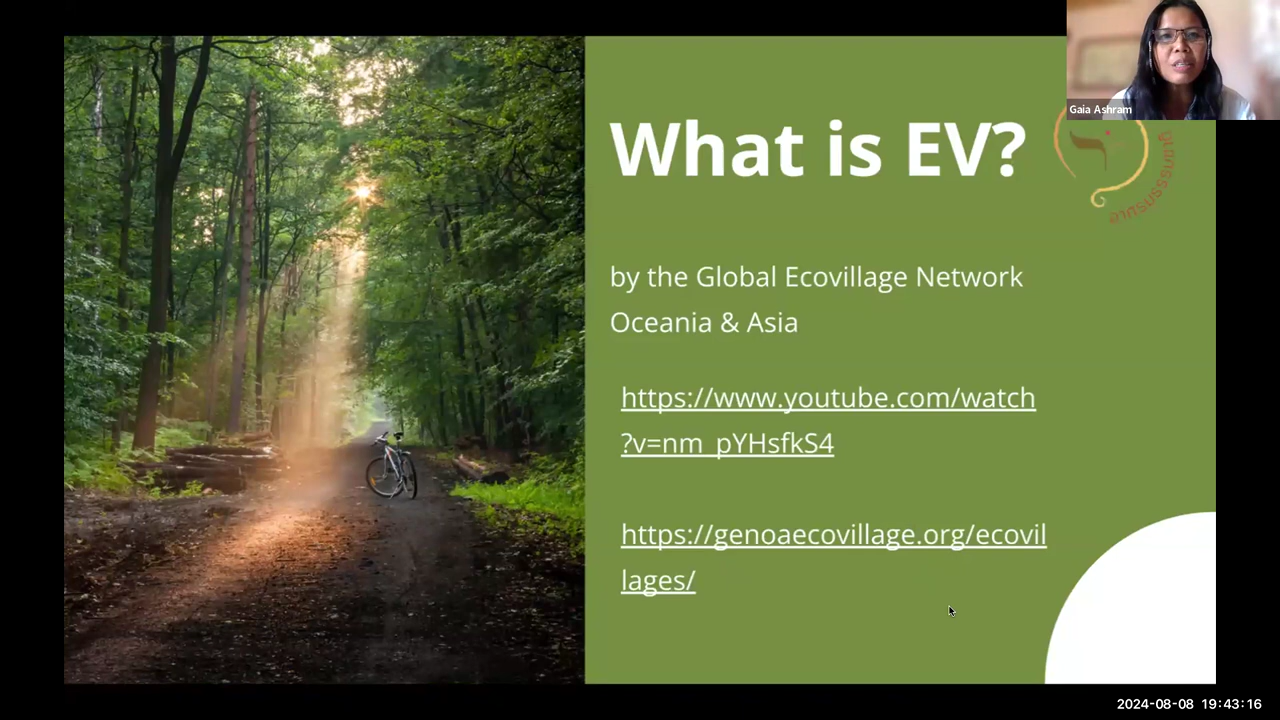 Gaia Ashram
What is EV?
by the Global Ecovillage Network
Oceania & Asia
https://www.youtube.com/watch
?v=nm_pYHsfkS4
https://genoaecovillage.org/ecovil
lages/
2024-08-08 19:43:16